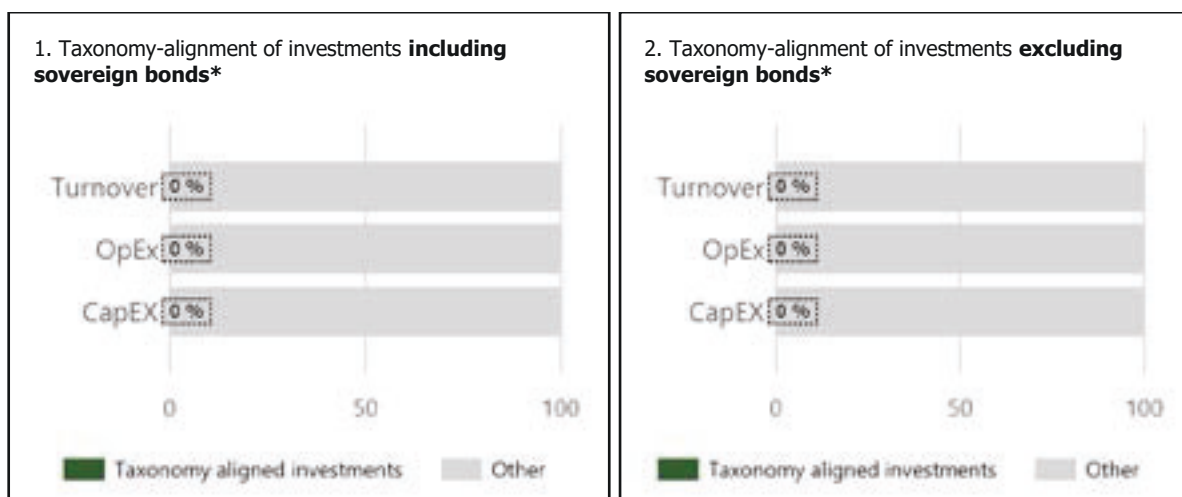 1. Taxonomy-alignment of investments including
sovereign bonds*
Turnover 0 %
OpEx 0 %
CapEX 0 %
0 50 100
Taxonomy aligned investments Other
2. Taxonomy-alignment of investments excluding
sovereign bonds*
Turnover 0 %
OpEx 0 %
CapEX 0 %
0 50 100
Taxonomy aligned investments Other